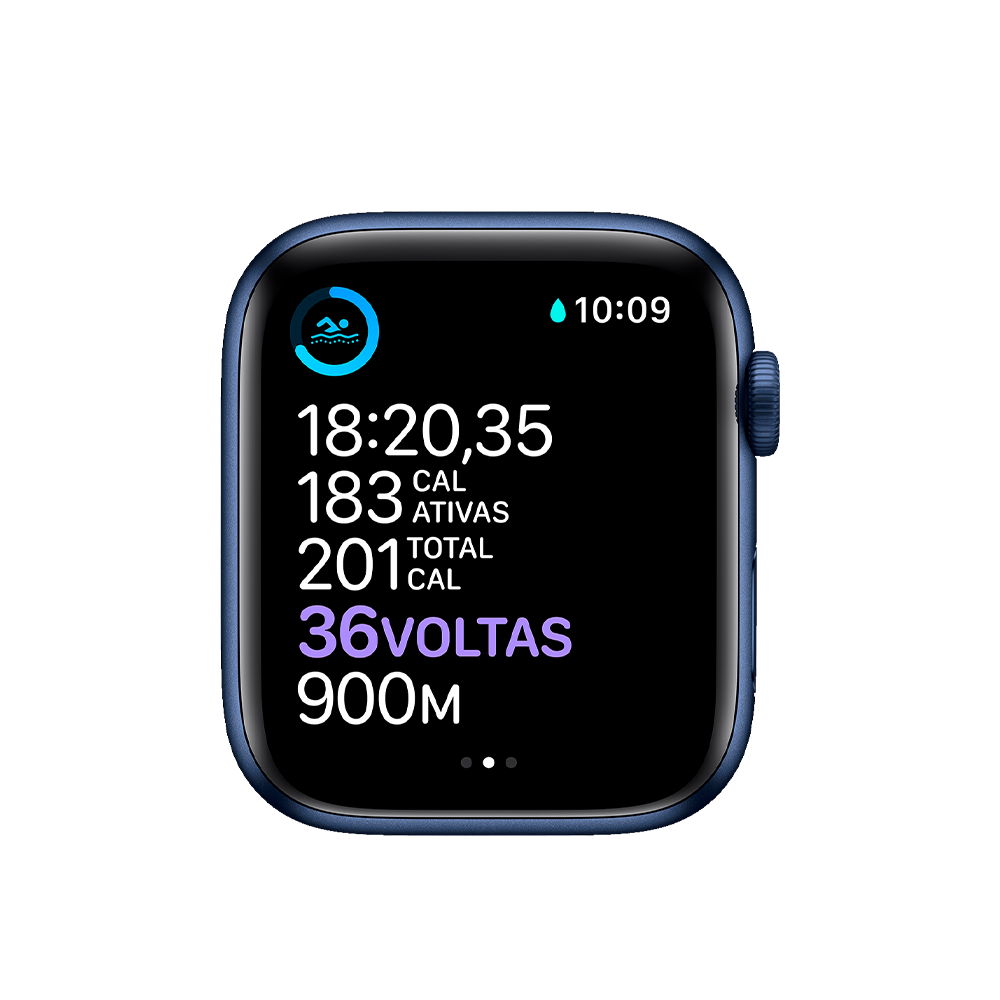 10:09
18:20,35
183 CAL ATIVAS
201 TOTAL CAL
36VOLTAS
900M